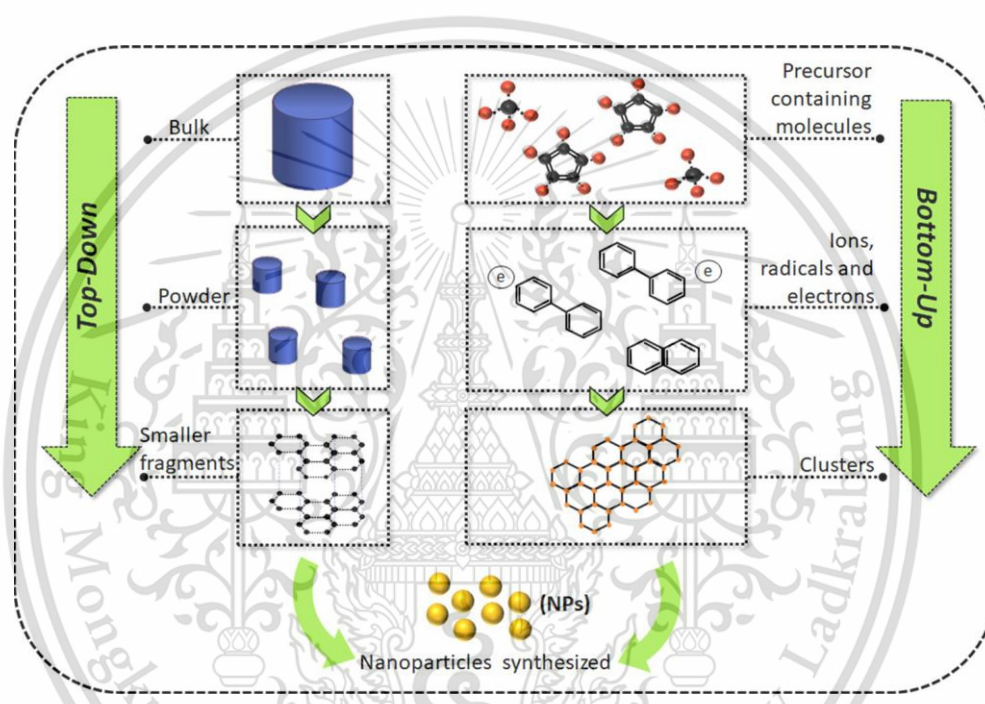 Precursor
containing
molecules
Bulk
Top-Down
Bottom-Up
Ions,
radicals and
electrons
Powder
e
e
Smaller
fragments
Clusters
(NPs)
Nanoparticles synthesized
King Mongku
Ladkrabang